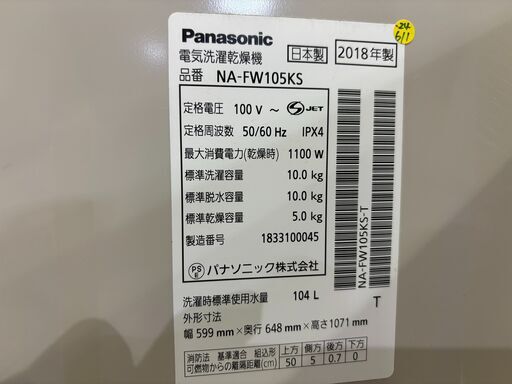 Panasonic
電気洗濯乾燥機 日本製 2018年製
品番 NA-FW105KS
定格電圧 100 V ～ JET
定格周波数 50/60 Hz IPX4
最大消費電力(乾燥時) 1100 W
標準洗濯容量 10.0 kg
標準脱水容量 10.0 kg
標準乾燥容量 5.0 kg
製造番号 1833100045
PSE パナソニック株式会社
洗濯時標準使用水量 104 L
外形寸法
幅 599 mm×奥行 648 mm×高さ1071 mm
消防法 基準適合 組込形 上方 側方 後方 下方
可燃物からの離隔距離(cm) 50 5 0.7 0
NA-FW105KS-T
T
-24
611